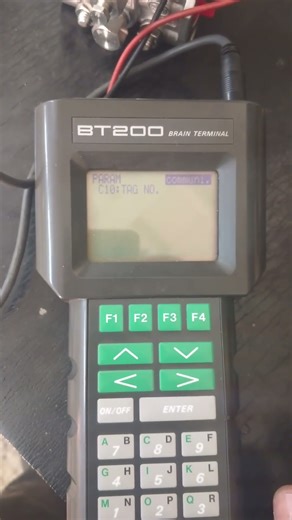 BT200 BRAIN TERMINAL
PARAM COMMUNI.
C10:TAG NO.
F1 F2 F3 F4
ON/OFF ENTER
A B C D E F
7 8 9
G H I J K L
4 5 6
M N O P Q R
1 2 3